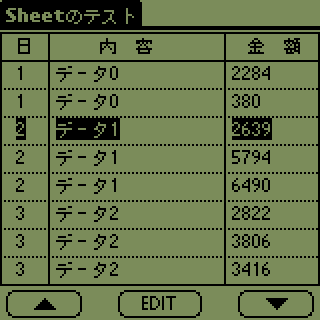 Sheetのテスト
日 内 容 金 額
1 データ0 2284
1 データ0 380
2 データ1 2639
2 データ1 5794
2 データ1 6490
3 データ2 2822
3 データ2 3806
3 データ2 3416
EDIT